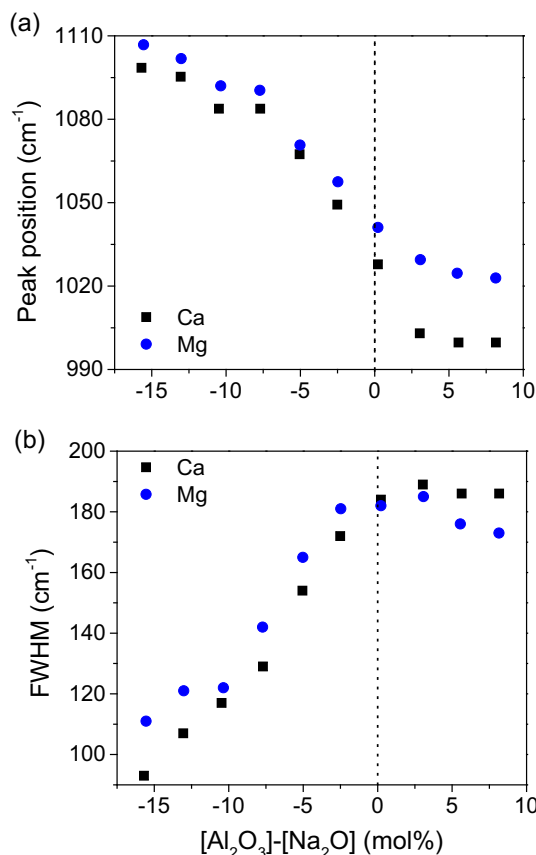 (a)
1110
1080
1050
1020
990
Peak position (cm⁻¹)
Ca
Mg
-15 -10 -5 0 5 10
(b)
200
180
160
140
120
100
FWHM (cm⁻¹)
Ca
Mg
-15 -10 -5 0 5 10
[Al₂O₃]-[Na₂O] (mol%)